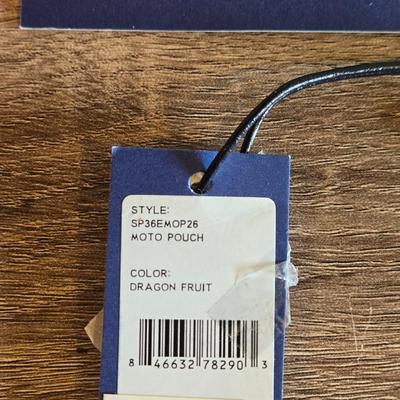 STYLE:
SP36EMOP26
MOTO POUCH
COLOR:
DRAGON FRUIT
8 46632 78290 3